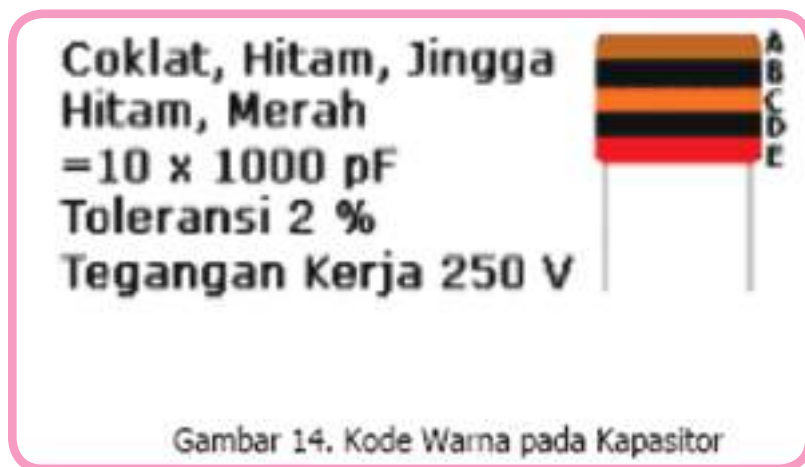 Coklat, Hitam, Jingga
Hitam, Merah
=10 x 1000 pF
Toleransi 2 %
Tegangan Kerja 250 V
A
B
C
D
E
Gambar 14. Kode Warna pada Kapasitor